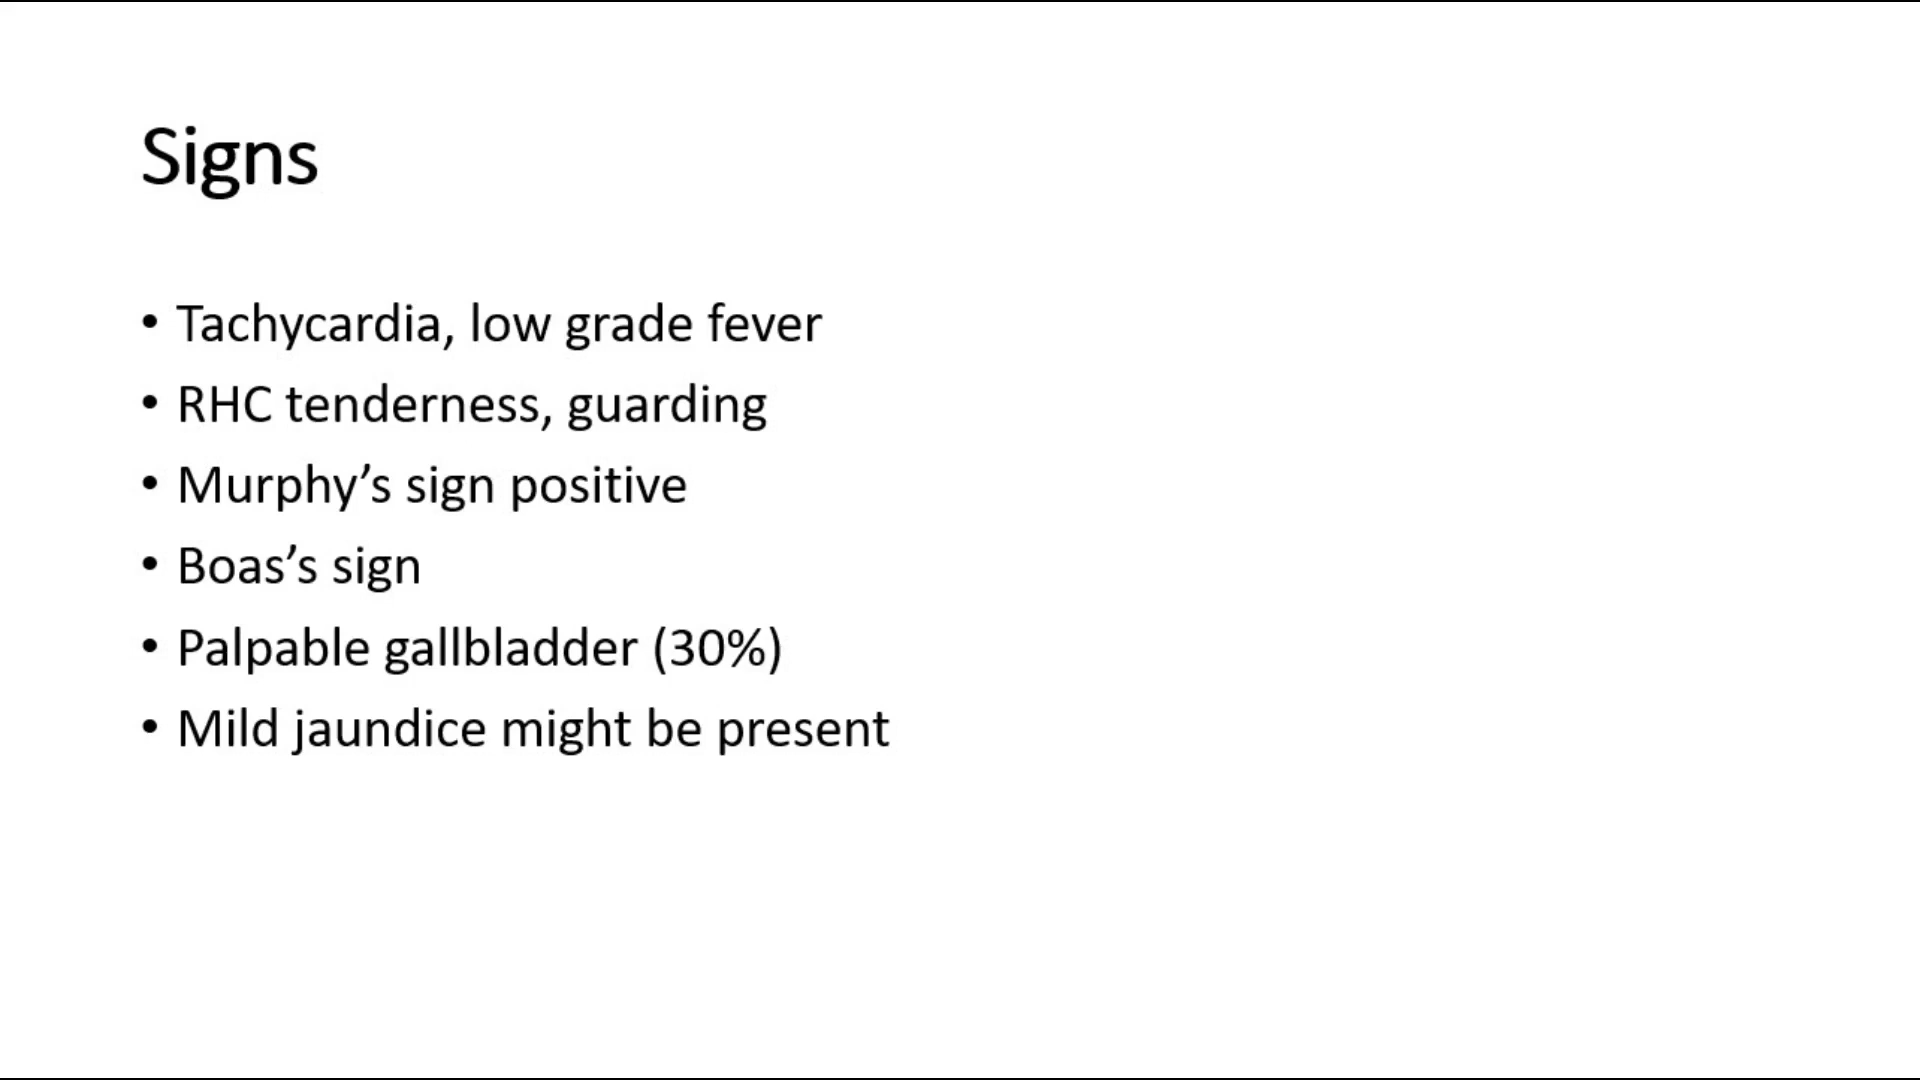 Signs
• Tachycardia, low grade fever
• RHC tenderness, guarding
• Murphy’s sign positive
• Boas’s sign
• Palpable gallbladder (30%)
• Mild jaundice might be present